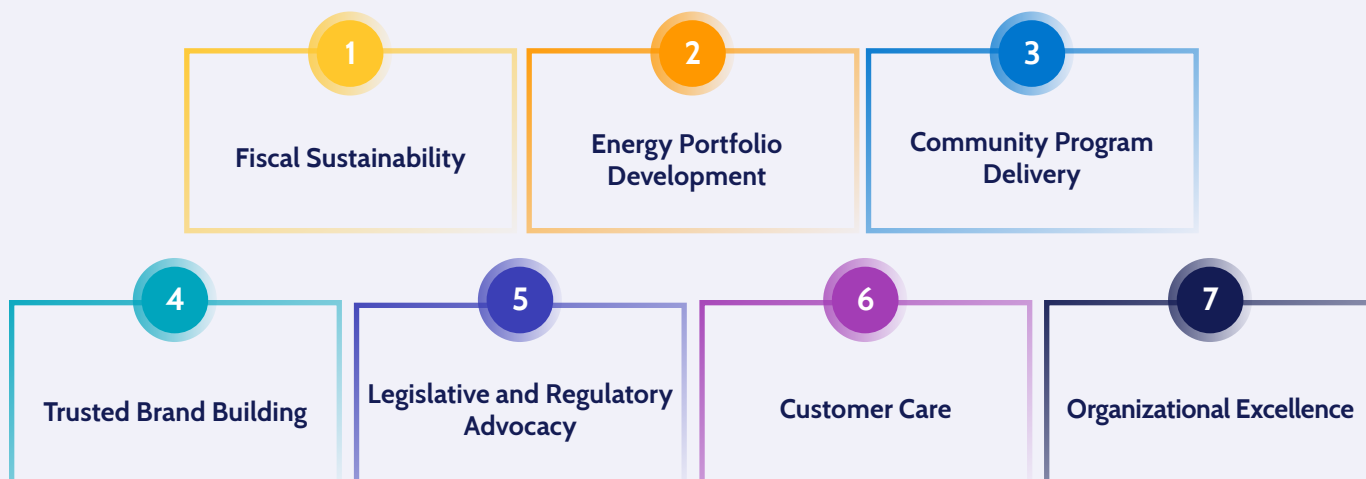 1
Fiscal Sustainability
2
Energy Portfolio
Development
3
Community Program
Delivery
4
Trusted Brand Building
5
Legislative and Regulatory
Advocacy
6
Customer Care
7
Organizational Excellence